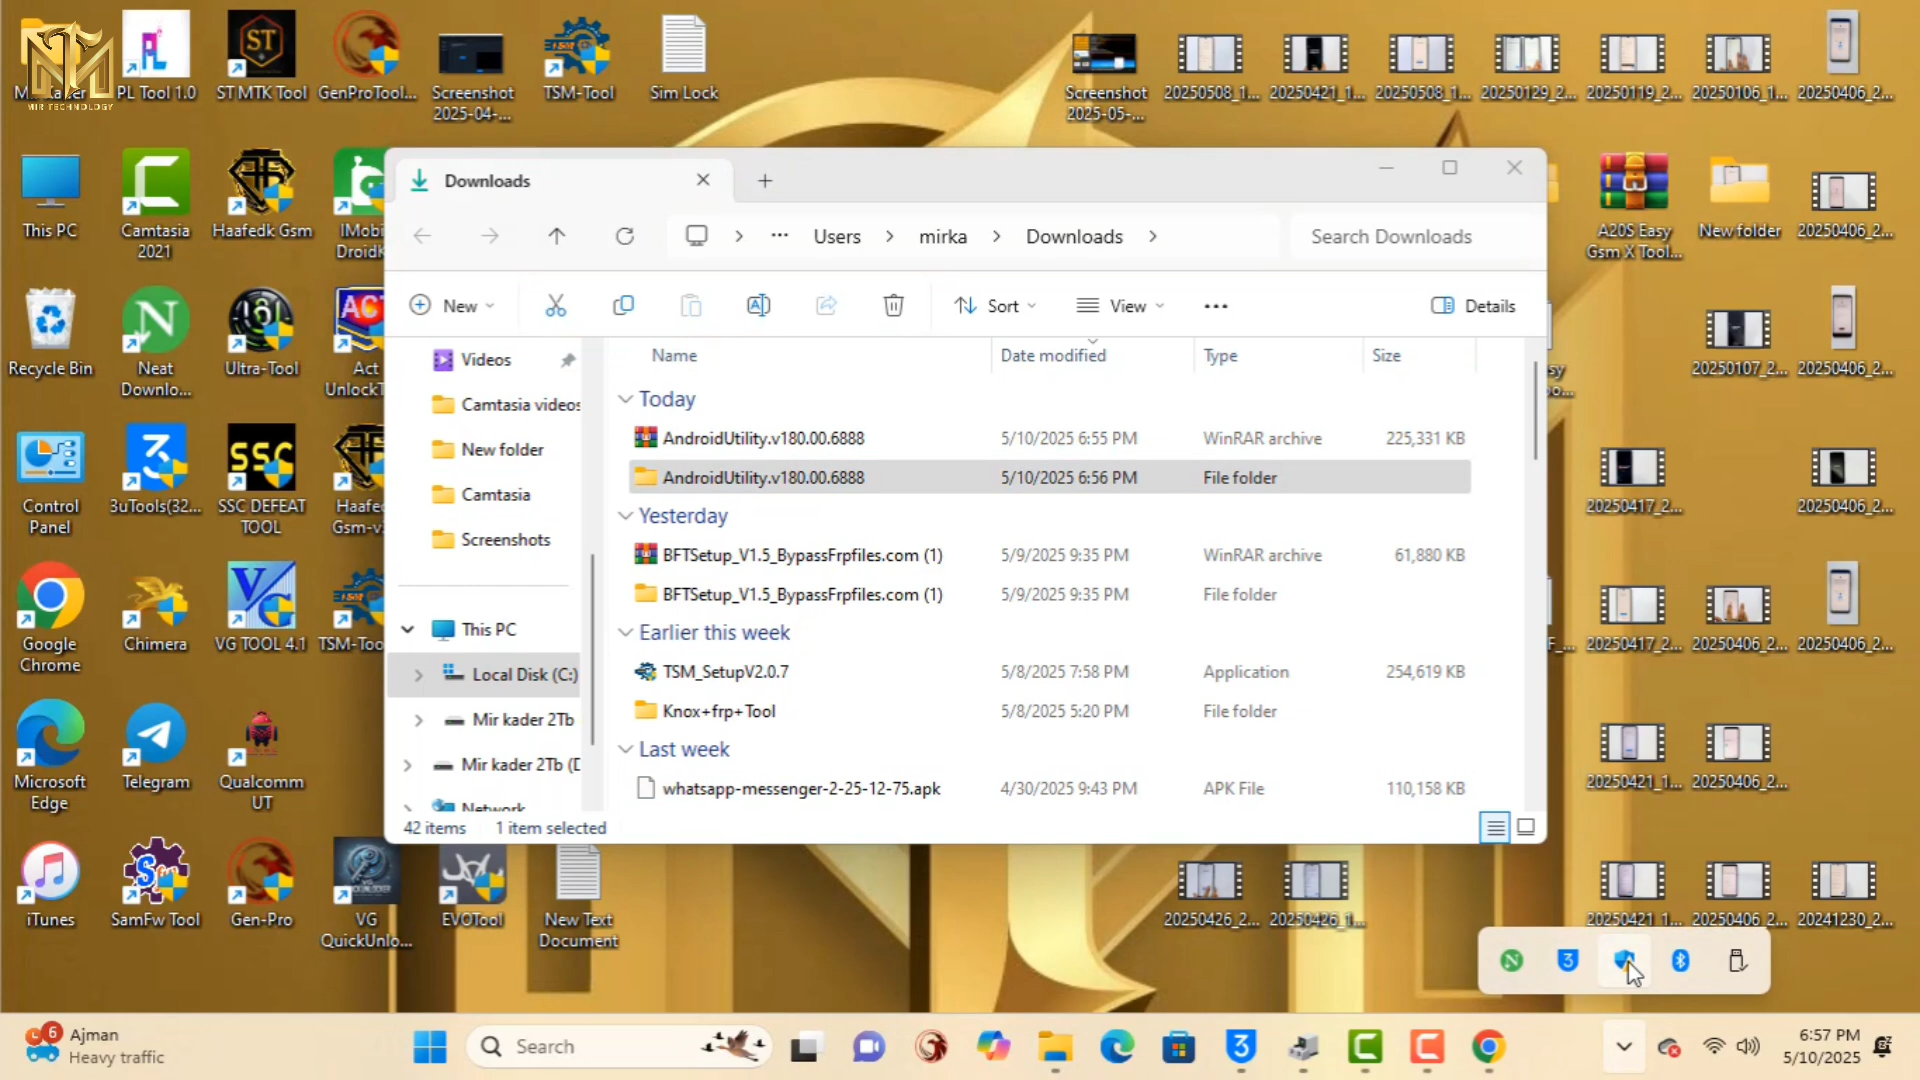 MIR TECHNOLOGY
PL Tool 1.0
ST MTK Tool
GenProTool...
Screenshot
2025-04-...
TSM-Tool
Sim Lock
Screenshot
2025-05-...
20250508_1...
20250421_1...
20250508_1...
20250129_2...
20250119_2...
20250106_1...
20250406_2...
This PC
Camtasia
2021
Haafedk Gsm
IMobi
DroidK
A20S Easy
Gsm X Tool...
New folder
20250406_2...
Recycle Bin
Neat
Downlo...
Ultra-Tool
Act
UnlockT
20250107_2...
20250406_2...
Control
Panel
3uTools(32...
SSC DEFEAT
TOOL
Haafe
Gsm-v
20250417_2...
20250406_2...
Google
Chrome
Chimera
VG TOOL 4.1
TSM-Too
20250417_2...
20250406_2...
20250406_2...
Microsoft
Edge
Telegram
Qualcomm
UT
20250421_1...
20250406_2...
iTunes
SamFw Tool
Gen-Pro
VG
QuickUnlo...
EVOTool
New Text
Document
20250426_2...
20250426_1...
20250421_1...
20250406_2...
20241230_2...
Downloads
Users
mirka
Downloads
Search Downloads
New
Sort
View
Details
Videos
Camtasia videos
New folder
Camtasia
Screenshots
This PC
Local Disk (C:)
Mir kader 2Tb
Mir kader 2Tb (D
Network
Name Date modified Type Size
Today
AndroidUtility.v180.00.6888 5/10/2025 6:55 PM WinRAR archive 225,331 KB
AndroidUtility.v180.00.6888 5/10/2025 6:56 PM File folder
Yesterday
BFTSetup_V1.5_BypassFrpfiles.com (1) 5/9/2025 9:35 PM WinRAR archive 61,880 KB
BFTSetup_V1.5_BypassFrpfiles.com (1) 5/9/2025 9:35 PM File folder
Earlier this week
TSM_SetupV2.0.7 5/8/2025 7:58 PM Application 254,619 KB
Knox+frp+Tool 5/8/2025 5:20 PM File folder
Last week
whatsapp-messenger-2-25-12-75.apk 4/30/2025 9:43 PM APK File 110,158 KB
42 items 1 item selected
6
Ajman
Heavy traffic
Search
6:57 PM
5/10/2025